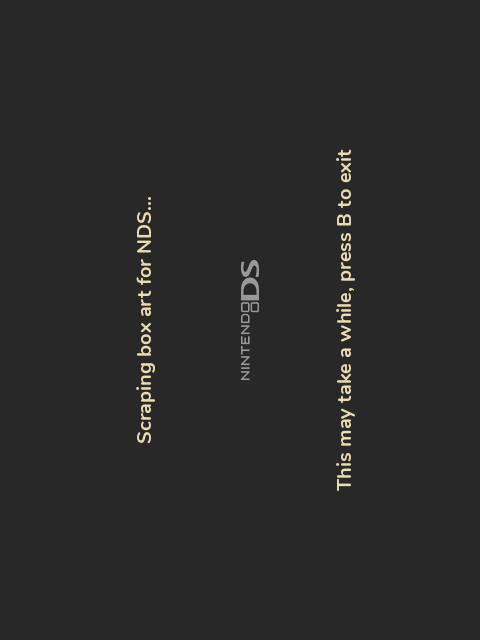 Scraping box art for NDS...
NINTENDO DS
This may take a while, press B to exit